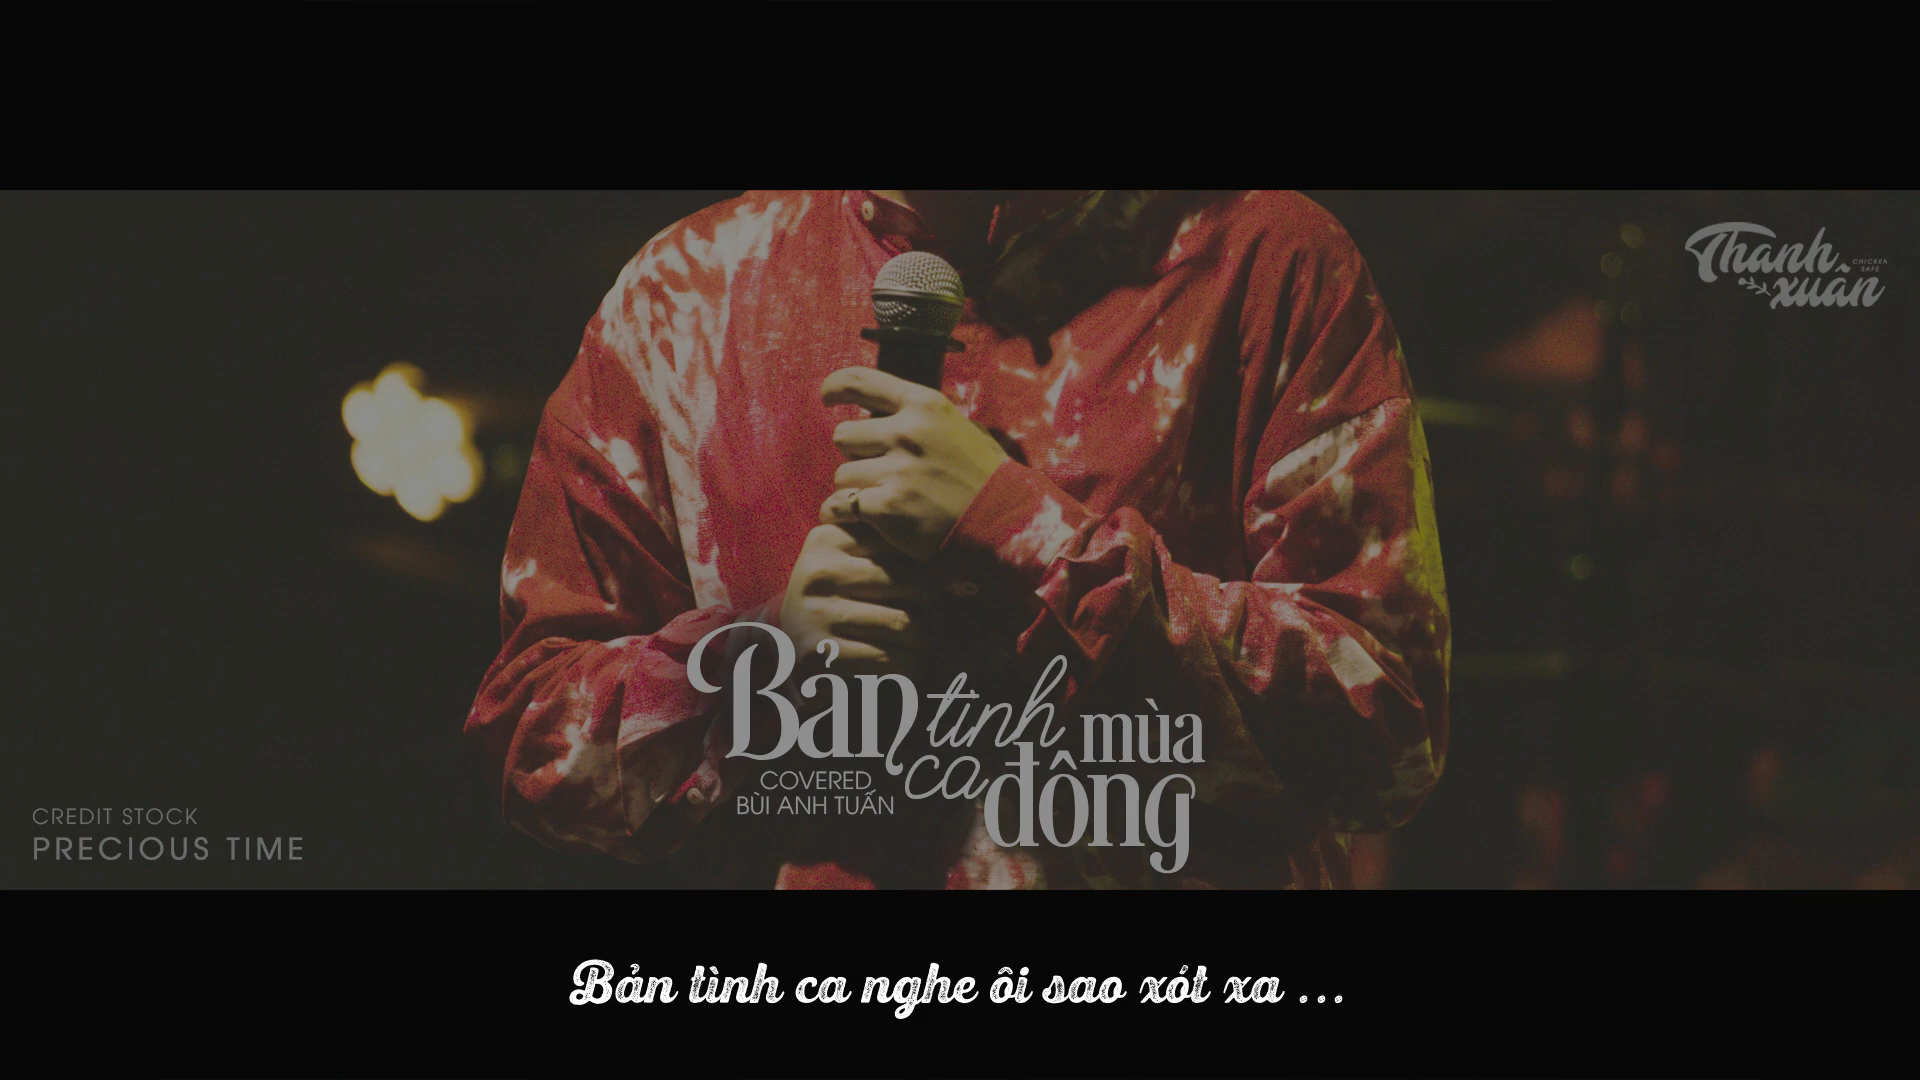 Thanh
xuân
CHICKEN
SAFE
Bản tình ca mùa đông
COVERED
BÙI ANH TUẤN
CREDIT STOCK
PRECIOUS TIME
Bản tình ca nghe ôi sao xót xa ...